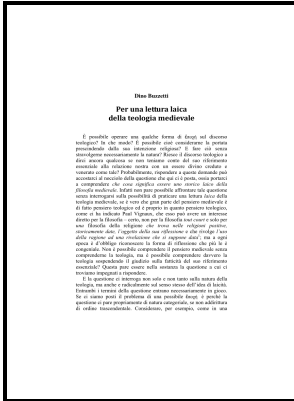 Dino Buzzetti
Per una lettura laica
della teologia medievale
È possibile operare una qualche forma di ἐποχή sul discorso
teologico? In che modo? È possibile cioè considerarne la portata
prescindendo dalla sua intenzione religiosa? E fare ciò senza
stravolgerne necessariamente la natura? Riesce il discorso teologico a
dirci ancora qualcosa se non teniamo conto del suo riferimento
essenziale alla relazione nostra con un essere divino creduto e
venerato come tale? Probabilmente, rispondere a queste domande può
accostarci al nocciolo della questione che qui ci è posta, ossia portarci
a comprendere che cosa significa essere uno storico laico della
filosofia medievale. Infatti non pare possibile affrontare tale questione
senza interrogarsi sulla possibilità di praticare una lettura laica della
teologia medievale, se è vero che gran parte del pensiero medievale è
di fatto pensiero teologico ed è proprio in quanto pensiero teologico,
come ci ha indicato Paul Vignaux, che esso può avere un interesse
diretto per la filosofia – certo, non per la filosofia tout court e solo per
una filosofia della religione che trova nelle religioni positive,
storicamente date, l'oggetto della sua riflessione e che rivolge l'uso
della ragione ad una rivelazione che si suppone data; ma a ogni
epoca è d'obbligo riconoscere la forma di riflessione che più le è
congeniale. Non è possibile comprendere il pensiero medievale senza
comprenderne la teologia, ma è possibile comprendere davvero la
teologia sospendendo il giudizio sulla fatticità del suo riferimento
essenziale? Questa pare essere nella sostanza la questione a cui ci
troviamo impegnati a rispondere.
E la questione ci interroga non solo e non tanto sulla natura della
teologia, ma anche e radicalmente sul senso stesso dell'idea di laicità.
Entrambi i termini della questione entrano necessariamente in gioco.
Se ci siamo posti il problema di una possibile ἐποχή, è perché la
questione ci pare propriamente di natura categoriale, se non addirittura
di ordine trascendentale. Considerare, per esempio, come in una